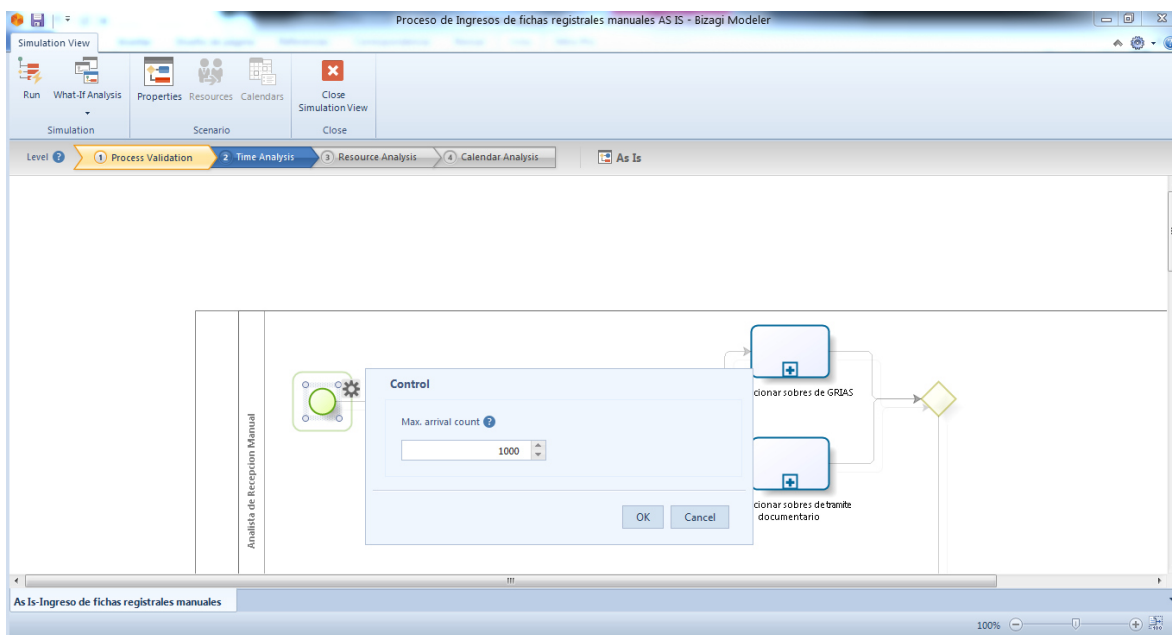 Proceso de Ingresos de fichas registrales manuales AS IS - Bizagi Modeler
Simulation View
Run
What-If Analysis
Properties
Resources
Calendars
Close
Simulation View
Simulation
Scenario
Close
Level
1 Process Validation
2 Time Analysis
3 Resource Analysis
4 Calendar Analysis
As Is
Analista de Recepcion Manual
Control
Max. arrival count
1000
OK
Cancel
cionar sobres de GRIAS
cionar sobres de tramite
documentario
As Is-Ingreso de fichas registrales manuales
100%